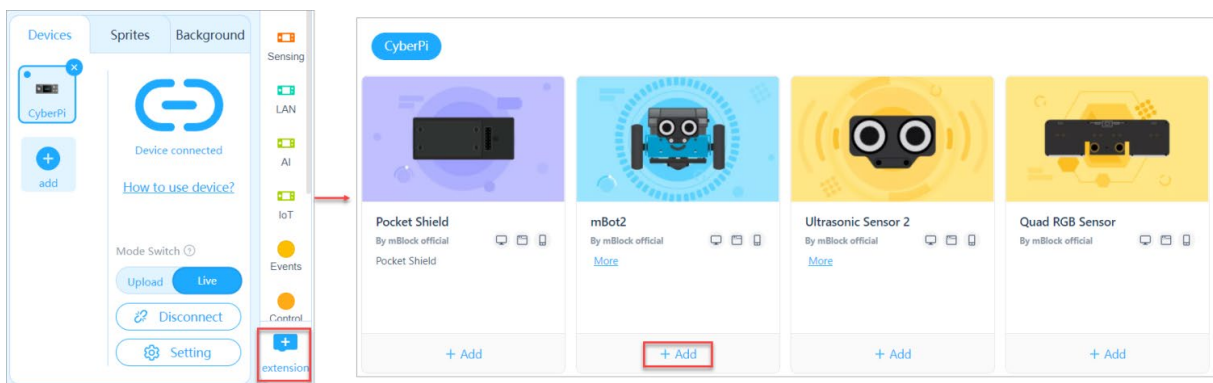 Devices
Sprites
Background
CyberPi
add
Device connected
How to use device?
Mode Switch ?
Upload
Live
Disconnect
Setting
Sensing
LAN
AI
IoT
Events
Control
extension
CyberPi
Pocket Shield
By mBlock official
Pocket Shield
+ Add
mBot2
By mBlock official
More
+ Add
Ultrasonic Sensor 2
By mBlock official
More
+ Add
Quad RGB Sensor
By mBlock official
+ Add